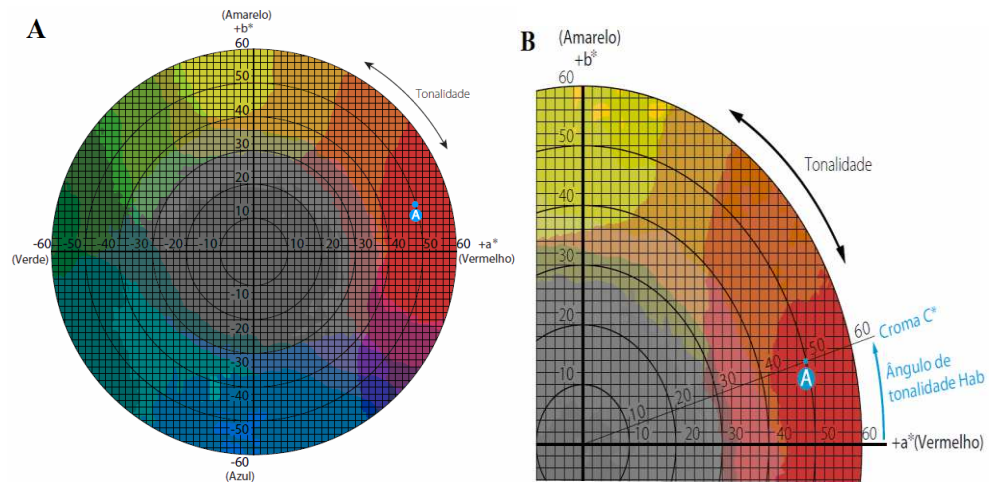 A
(Amarelo)
+b*
60
50
40
30
20
10
Tonalidade
A
-60
-50
-40
-30
-20
-10
10
20
30
40
50
60
+a*
(Verde)
(Vermelho)
-10
-20
-30
-40
-50
-60
(Azul)
B
(Amarelo)
+b*
60
50
40
30
20
10
Tonalidade
60
Croma C*
50
40
30
20
10
A
Ângulo de
tonalidade Hab
10
20
30
40
50
60
+a*(Vermelho)